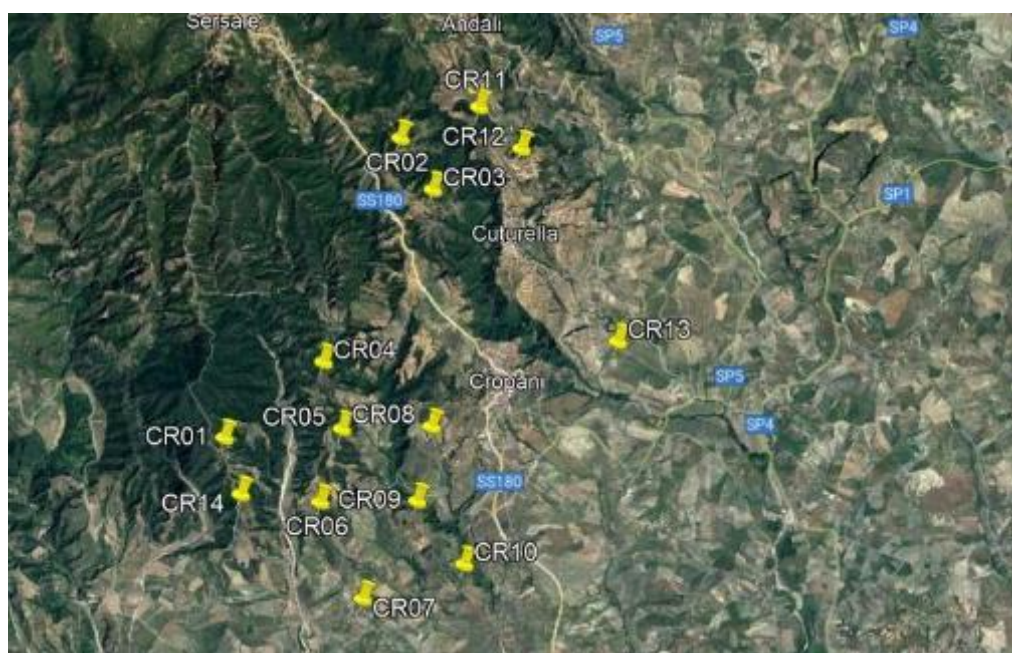 Sersale
Andali
SP5
SP4
CR11
CR12
CR02
CR03
SS180
SP1
Cuturella
CR13
CR04
SP5
Cropani
CR05
CR08
CR01
SP4
SS180
CR14
CR09
CR06
CR10
CR07